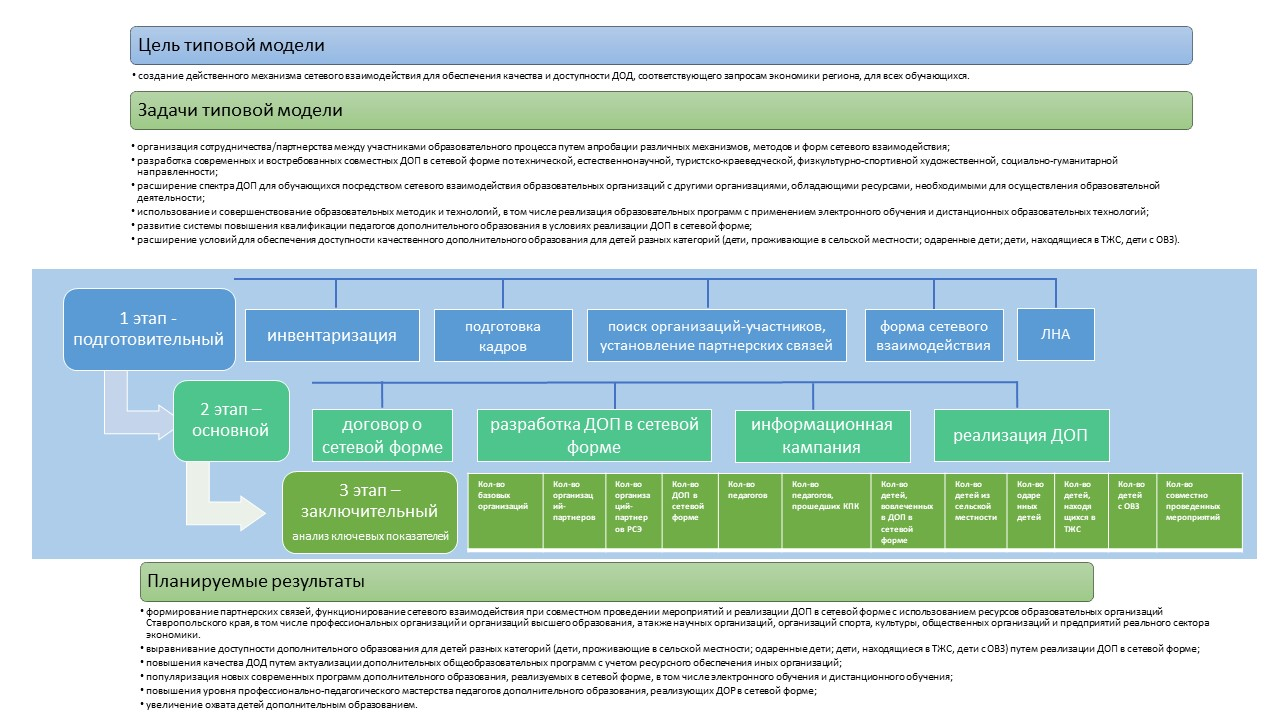 Цель типовой модели
• создание действенного механизма сетевого взаимодействия для обеспечения качества и доступности ДОД, соответствующего запросам экономики региона, для всех обучающихся.
Задачи типовой модели
• организация сотрудничества/партнерства между участниками образовательного процесса путем апробации различных механизмов, методов и форм сетевого взаимодействия;
• разработка современных и востребованных совместных ДОП в сетевой форме по технической, естественнонаучной, туристско-краеведческой, физкультурно-спортивной художественной, социально-гуманитарной
направленности;
• расширение спектра ДОП для обучающихся посредством сетевого взаимодействия образовательных организаций с другими организациями, обладающими ресурсами, необходимыми для осуществления образовательной
деятельности;
• использование и совершенствование образовательных методик и технологий, в том числе реализация образовательных программ с применением электронного обучения и дистанционных образовательных технологий;
• развитие системы повышения квалификации педагогов дополнительного образования в условиях реализации ДОП в сетевой форме;
• расширение условий для обеспечения доступности качественного дополнительного образования для детей разных категорий (дети, проживающие в сельской местности; одаренные дети; дети, находящиеся в ТЖС, дети с ОВЗ).
1 этап -
подготовительный
инвентаризация
подготовка
кадров
поиск организаций-участников,
установление партнерских связей
форма сетевого
взаимодействия
ЛНА
2 этап –
основной
договор о
сетевой форме
разработка ДОП в сетевой
форме
информационная
кампания
реализация ДОП
3 этап –
заключительный
анализ ключевых показателей
Кол-во
базовых
организаций
Кол-во
организац
ий-
партнеров
Кол-во
организа
ций-
партнер
ов РСЭ
Кол-во
ДОП в
сетевой
форме
Кол-во
педагогов
Кол-во
педагогов,
прошедших КПК
Кол-во
детей,
вовлеченных
в ДОП в
сетевой
форме
Кол-во
детей из
сельской
местности
Кол-во
одаре
нных
детей
Кол-во
детей,
находя
щихся в
ТЖС
Кол-во
детей
с ОВЗ
Кол-во
совместно
проведенных
мероприятий
Планируемые результаты
• формирование партнерских связей, функционирование сетевого взаимодействия при совместном проведении мероприятий и реализации ДОП в сетевой форме с использованием ресурсов образовательных организаций
Ставропольского края, в том числе профессиональных организаций и организаций высшего образования, а также научных организаций, организаций спорта, культуры, общественных организаций и предприятий реального сектора
экономики.
• выравнивание доступности дополнительного образования для детей разных категорий (дети, проживающие в сельской местности; одаренные дети; дети, находящиеся в ТЖС, дети с ОВЗ) путем реализации ДОП в сетевой форме;
• повышения качества ДОД путем актуализации дополнительных общеобразовательных программ с учетом ресурсного обеспечения иных организаций;
• популяризация новых современных программ дополнительного образования, реализуемых в сетевой форме, в том числе электронного обучения и дистанционного обучения;
• повышения уровня профессионально-педагогического мастерства педагогов дополнительного образования, реализующих ДОР в сетевой форме;
• увеличение охвата детей дополнительным образованием.